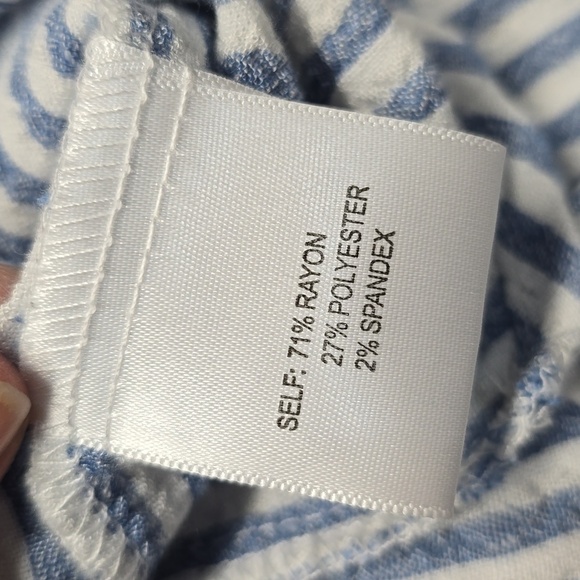 SELF: 71% RAYON
27% POLYESTER
2% SPANDEX